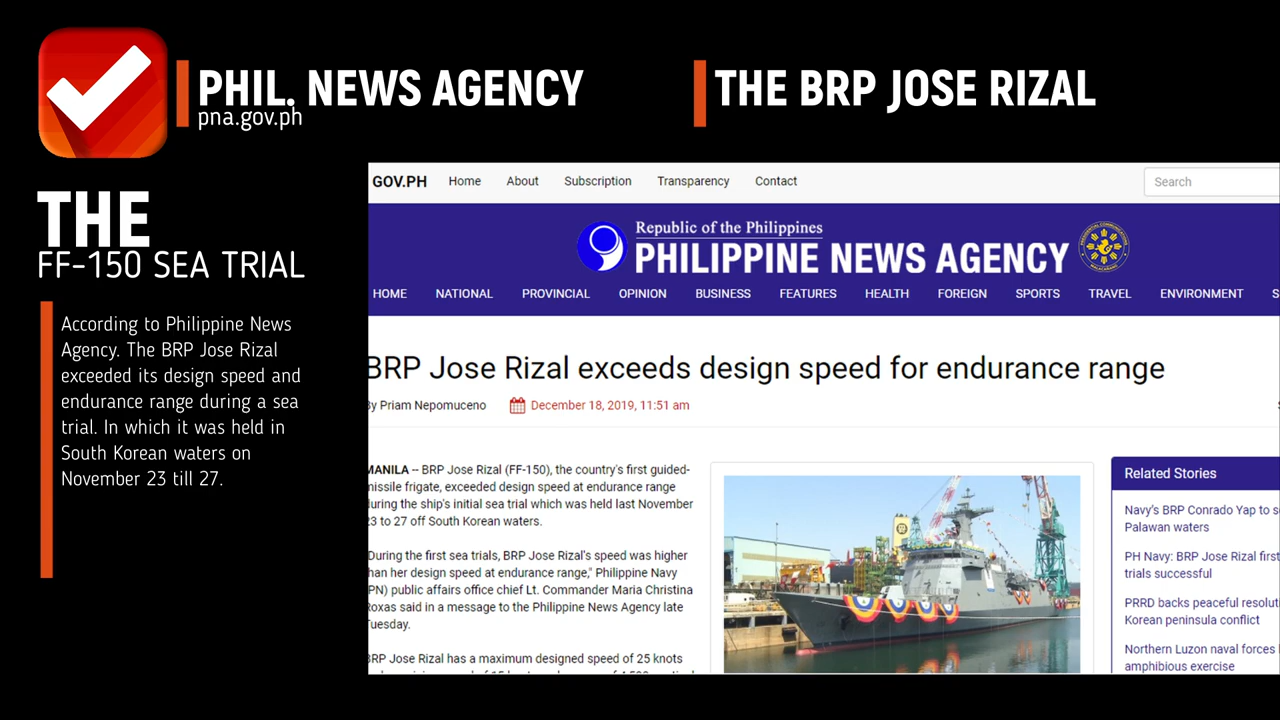 PHIL. NEWS AGENCY
pna.gov.ph
THE BRP JOSE RIZAL
THE
FF-150 SEA TRIAL
According to Philippine News
Agency. The BRP Jose Rizal
exceeded its design speed and
endurance range during a sea
trial. In which it was held in
South Korean waters on
November 23 till 27.
GOV.PH Home About Subscription Transparency Contact Search
Republic of the Philippines
PHILIPPINE NEWS AGENCY
HOME NATIONAL PROVINCIAL OPINION BUSINESS FEATURES HEALTH FOREIGN SPORTS TRAVEL ENVIRONMENT S
BRP Jose Rizal exceeds design speed for endurance range
By Priam Nepomuceno December 18, 2019, 11:51 am
MANILA -- BRP Jose Rizal (FF-150), the country's first guided-
missile frigate, exceeded design speed at endurance range
during the ship's initial sea trial which was held last November
23 to 27 off South Korean waters.
"During the first sea trials, BRP Jose Rizal's speed was higher
than her design speed at endurance range," Philippine Navy
(PN) public affairs office chief Lt. Commander Maria Christina
Roxas said in a message to the Philippine News Agency late
Tuesday.
BRP Jose Rizal has a maximum designed speed of 25 knots
Related Stories
Navy's BRP Conrado Yap to s
Palawan waters
PH Navy: BRP Jose Rizal first
trials successful
PRRD backs peaceful resoluti
Korean peninsula conflict
Northern Luzon naval forces
amphibious exercise